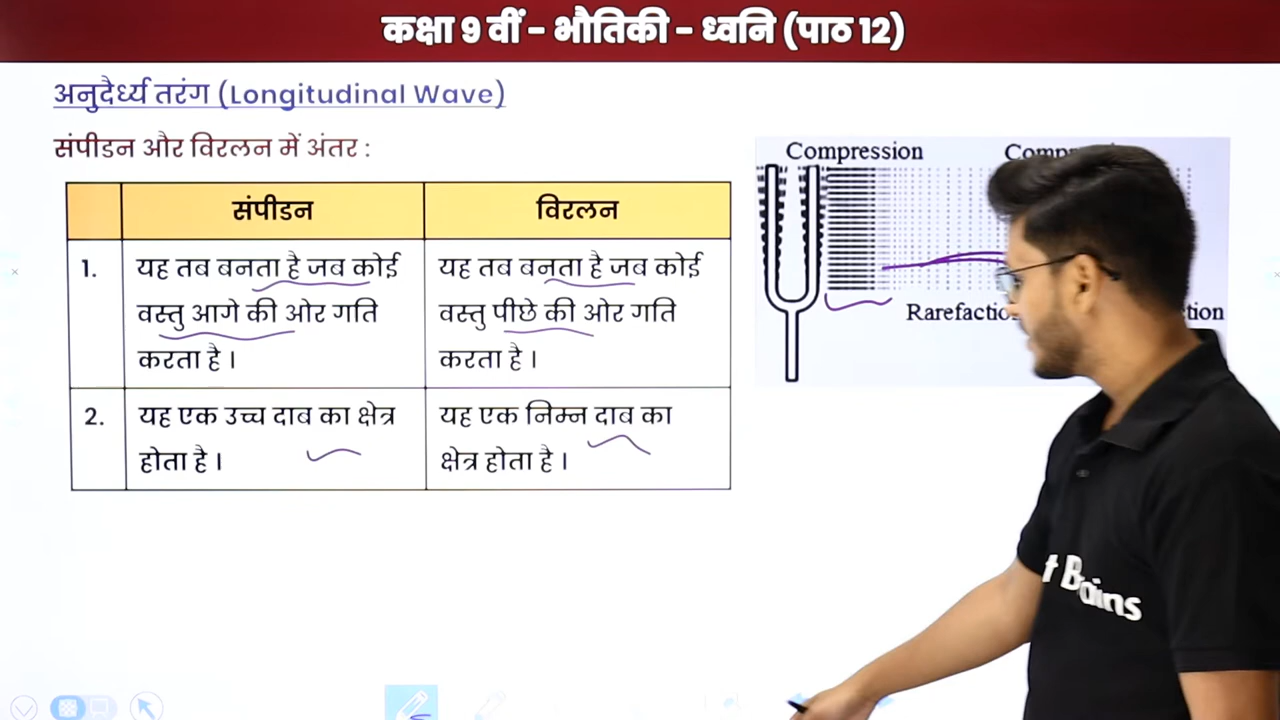 कक्षा 9 वीं - भौतिकी - ध्वनि (पाठ 12)
अनुदैर्ध्य तरंग (Longitudinal Wave)
संपीडन और विरलन में अंतर :
संपीडन
विरलन
1.
यह तब बनता है जब कोई
वस्तु आगे की ओर गति
करता है ।
यह तब बनता है जब कोई
वस्तु पीछे की ओर गति
करता है ।
2.
यह एक उच्च दाब का क्षेत्र
होता है ।
यह एक निम्न दाब का
क्षेत्र होता है ।
Compression